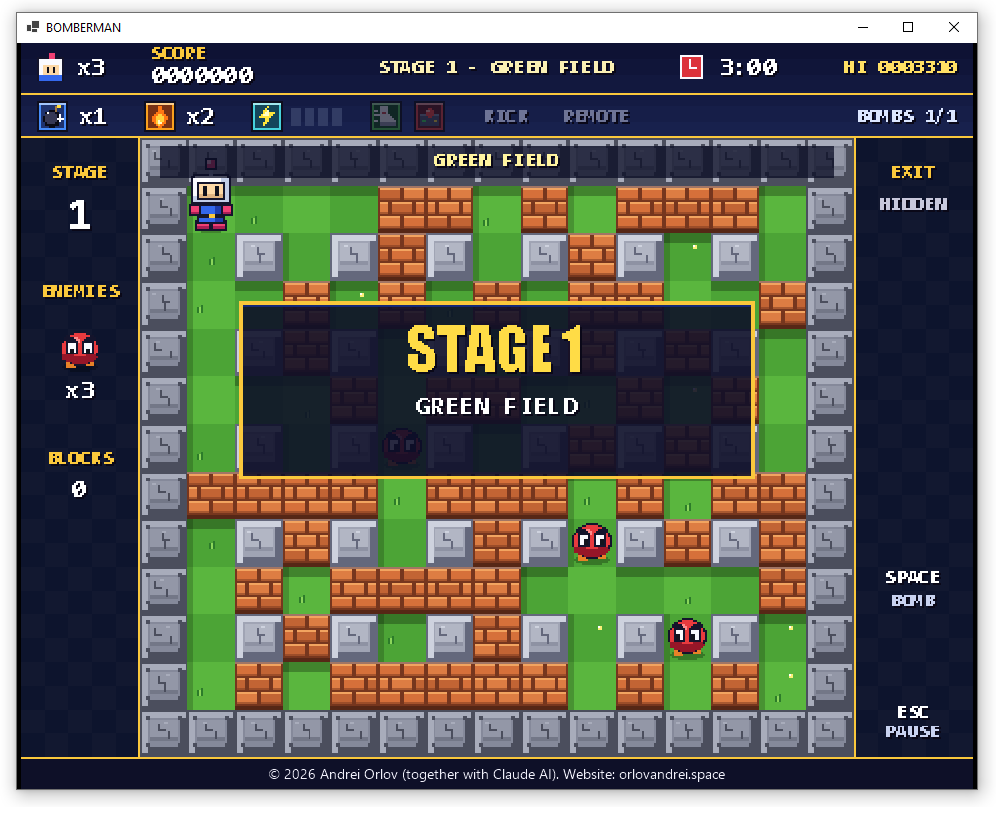 BOMBERMAN
x3
SCORE
0000000
STAGE 1 - GREEN FIELD
3:00
HI 0003310
x1
x2
KICK
REMOTE
BOMBS 1/1
GREEN FIELD
STAGE
1
ENEMIES
x3
BLOCKS
0
STAGE 1
GREEN FIELD
EXIT
HIDDEN
SPACE
BOMB
ESC
PAUSE
© 2026 Andrei Orlov (together with Claude AI). Website: orlovandrei.space